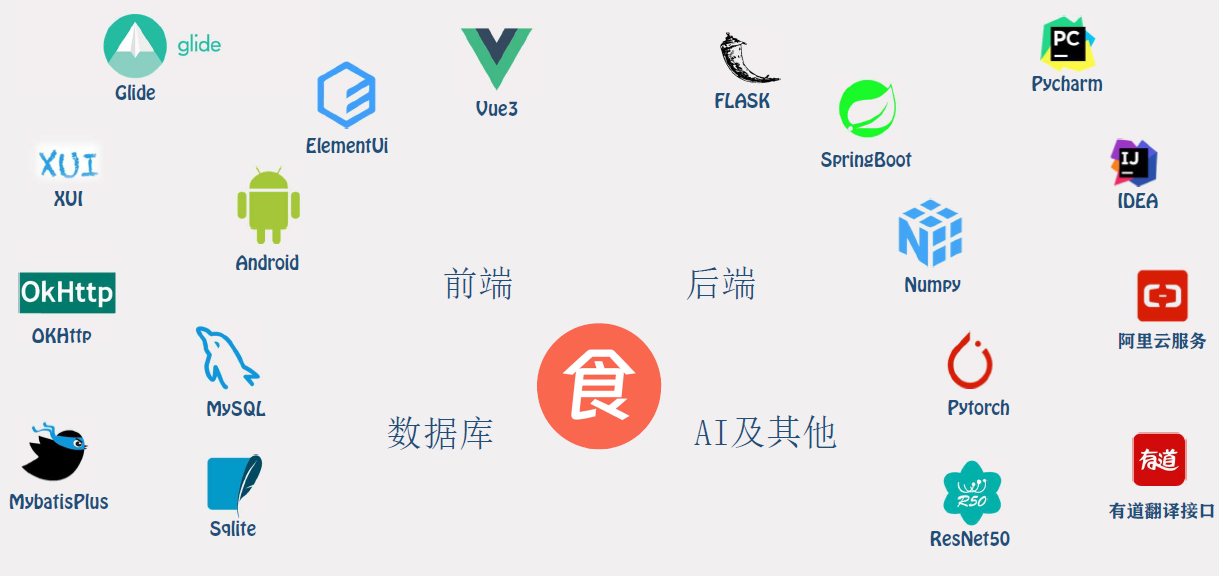 glide
Glide
ElementUi
Vue3
FLASK
SpringBoot
PC
Pycharm
XUI
XUI
Android
IJ
IDEA
Numpy
OkHttp
OKHttp
前端
后端
阿里云服务
MySQL
食
Pytorch
数据库
AI及其他
MybatisPlus
Sqlite
R50
ResNet50
有道
有道翻译接口